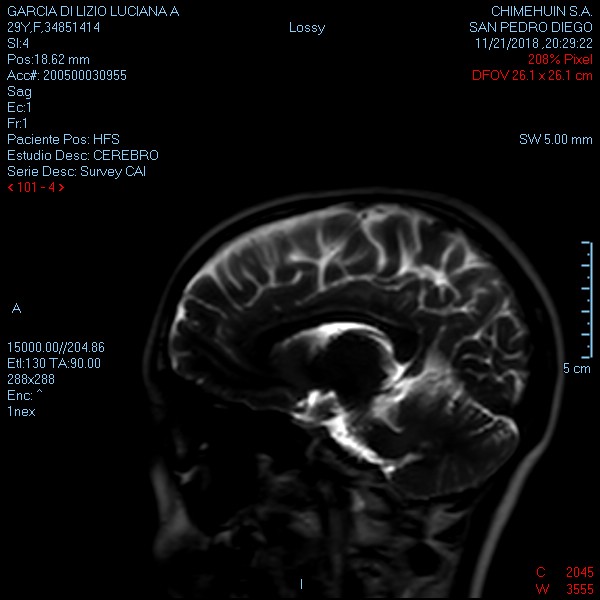 GARCIA DI LIZIO LUCIANA A
29Y,F,34851414
Sl:4
Pos:18.62 mm
Acc#: 200500030955
Sag
Ec:1
Fr:1
Paciente Pos: HFS
Estudio Desc: CEREBRO
Serie Desc: Survey CAI
< 101 - 4 >
Lossy
CHIMEHUIN S.A.
SAN PEDRO DIEGO
11/21/2018 ,20:29:22
208% Pixel
DFOV 26.1 x 26.1 cm
SW 5.00 mm
A
15000.00//204.86
Etl:130 TA:90.00
288x288
Enc: ^
1nex
5 cm
I
C 2045
W 3555